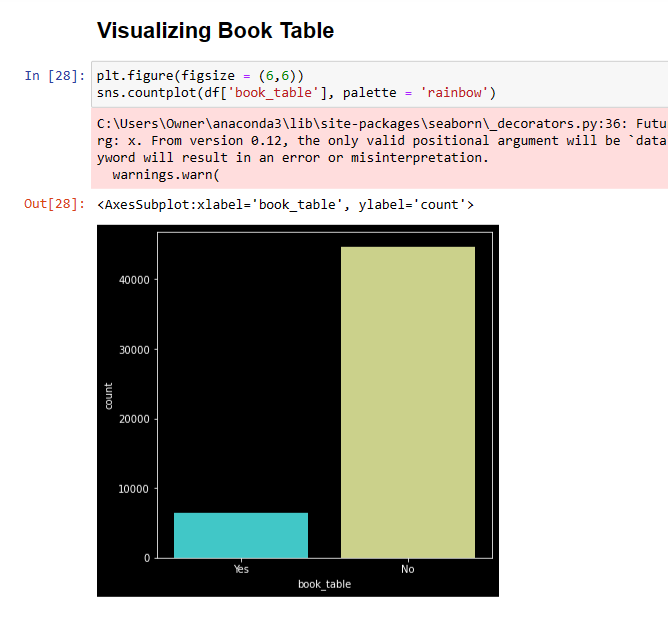 Visualizing Book Table
In [28]: plt.figure(figsize = (6,6))
sns.countplot(df['book_table'], palette = 'rainbow')
C:\Users\Owner\anaconda3\lib\site-packages\seaborn\_decorators.py:36: Futu
rg: x. From version 0.12, the only valid positional argument will be `data
yword will result in an error or misinterpretation.
warnings.warn(
Out[28]: <AxesSubplot:xlabel='book_table', ylabel='count'>
40000
30000
20000
10000
0
count
Yes No
book_table